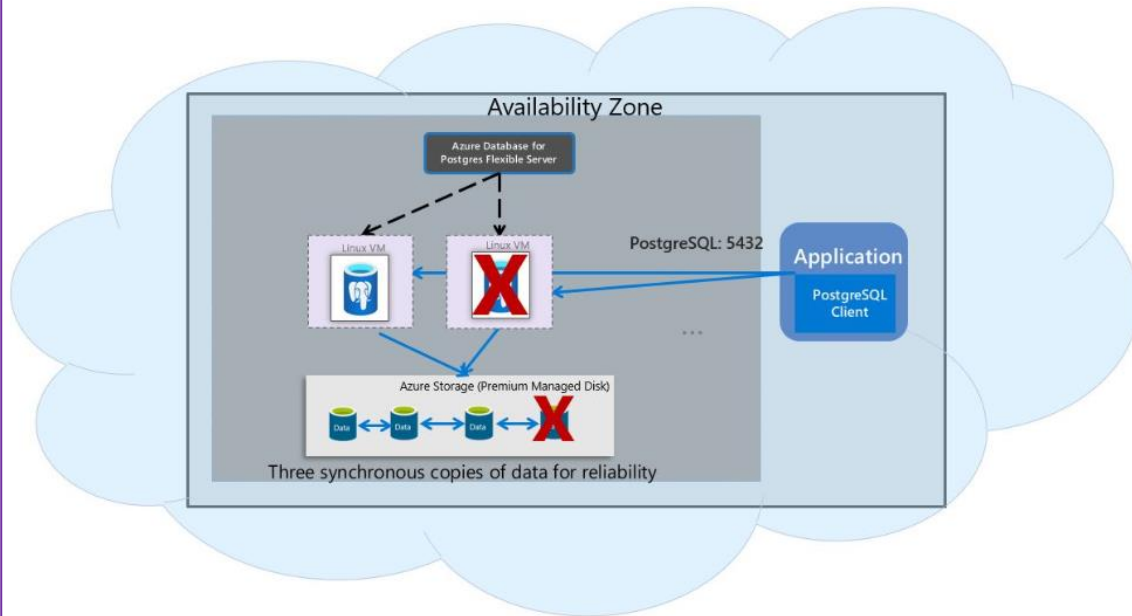 Availability Zone
Azure Database for
Postgres Flexible Server
Linux VM
Linux VM
PostgreSQL: 5432
Application
PostgreSQL
Client
...
Azure Storage (Premium Managed Disk)
Data
Data
Data
Three synchronous copies of data for reliability